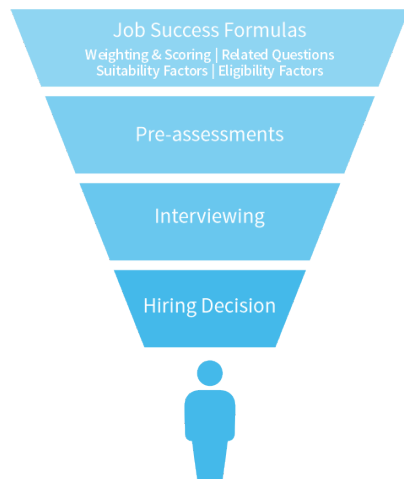 Job Success Formulas
Weighting & Scoring | Related Questions
Suitability Factors | Eligibility Factors
Pre-assessments
Interviewing
Hiring Decision